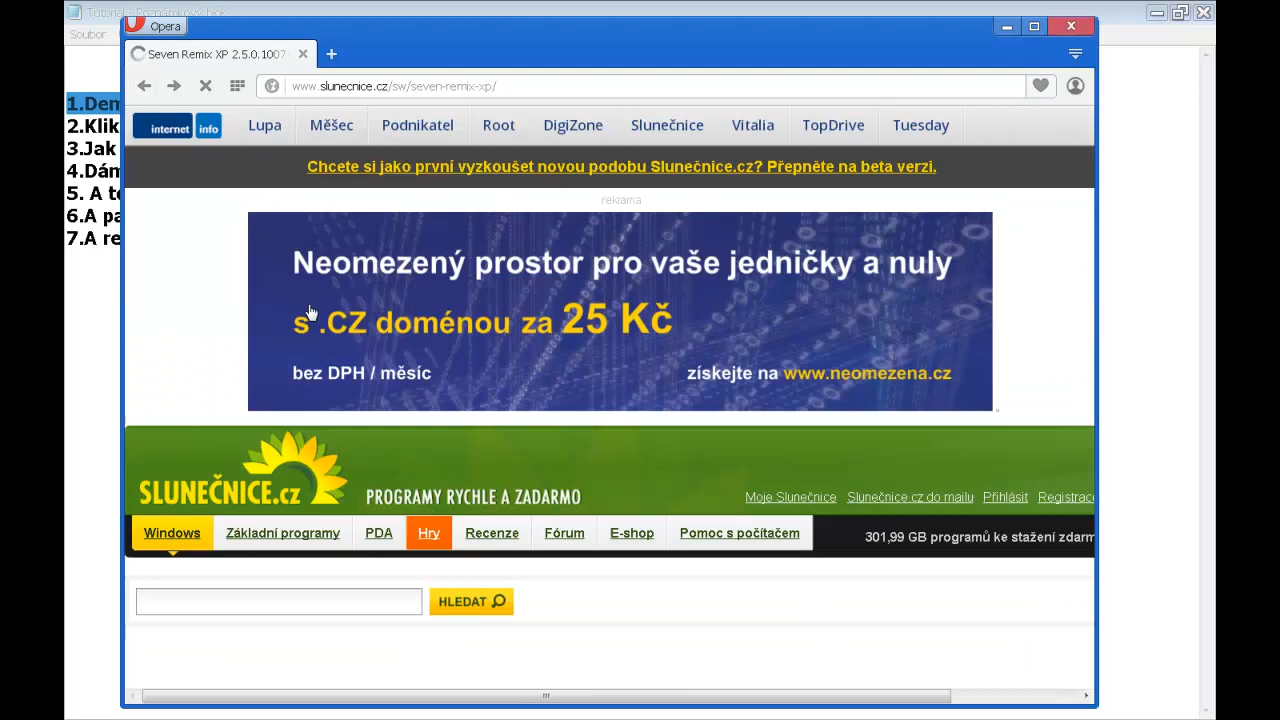 Tutorial - Poznámkový blok
Soubor
Opera
Seven Remix XP 2.5.0.1007
www.slunecnice.cz/sw/seven-remix-xp/
internet info
Lupa
Měšec
Podnikatel
Root
DigiZone
Slunečnice
Vitalia
TopDrive
Tuesday
1.Dem
2.Klik
3.Jak
4.Dám
5. A to
6.A pa
7.A re
Chcete si jako první vyzkoušet novou podobu Slunečnice.cz? Přepněte na beta verzi.
reklama
Neomezený prostor pro vaše jedničky a nuly
s .CZ doménou za 25 Kč
bez DPH / měsíc
získejte na www.neomezena.cz
SLUNEČNICE.cz
PROGRAMY RYCHLE A ZADARMO
Moje Slunečnice
Slunečnice.cz do mailu
Přihlásit
Registrac
Windows
Základní programy
PDA
Hry
Recenze
Fórum
E-shop
Pomoc s počítačem
301,99 GB programů ke stažení zdarm
HLEDAT